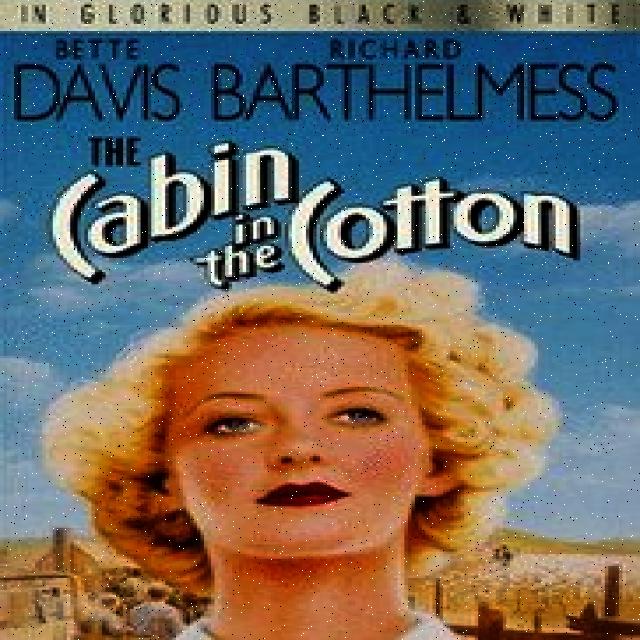 IN GLORIOUS BLACK & WHITE
BETTE RICHARD
DAVIS BARTHELMESS
THE
Cabin
in
the Cotton